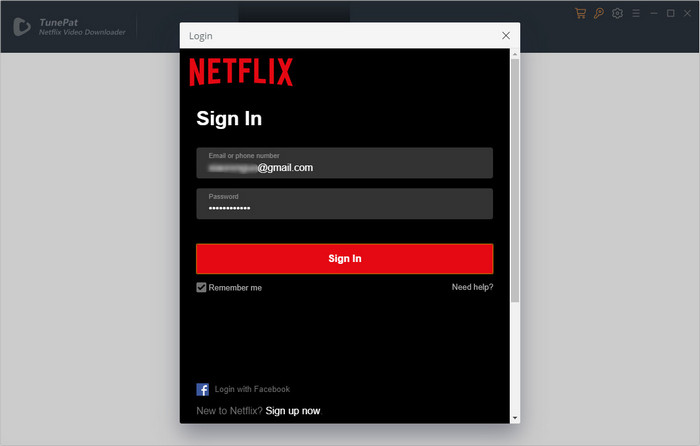 TunePat
Netflix Video Downloader
Login
NETFLIX
Sign In
Email or phone number
@gmail.com
Password
••••••••••••
Sign In
Remember me
Need help?
Login with Facebook
New to Netflix? Sign up now